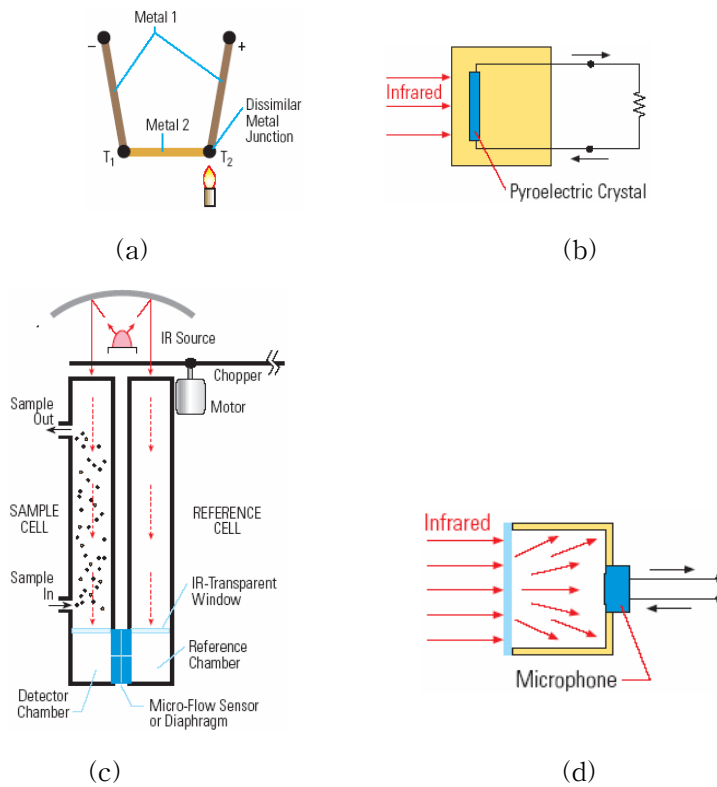 Metal 1
−
+
Dissimilar
Metal
Junction
Metal 2
T1
T2
(a)
Infrared
Pyroelectric Crystal
(b)
IR Source
Chopper
Motor
Sample
Out
SAMPLE
CELL
REFERENCE
CELL
Sample
In
IR-Transparent
Window
Reference
Chamber
Detector
Chamber
Micro-Flow Sensor
or Diaphragm
(c)
Infrared
Microphone
(d)